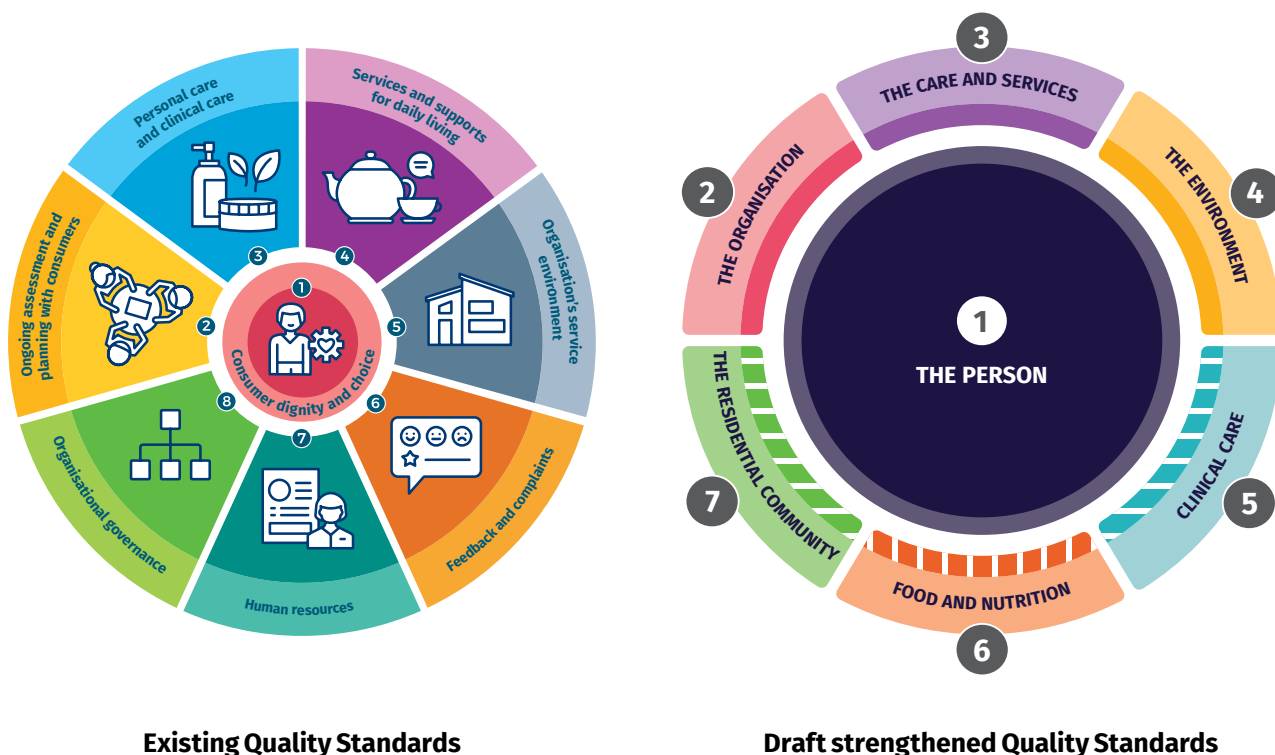 Personal care
and clinical care
Services and supports
for daily living
Ongoing assessment and
planning with consumers
Organisation's service
environment
3
4
1
2
5
Consumer dignity and choice
8
6
7
Organisational governance
Feedback and complaints
Human resources
Existing Quality Standards
3
THE CARE AND SERVICES
2
THE ORGANISATION
THE ENVIRONMENT
4
1
THE PERSON
THE RESIDENTIAL COMMUNITY
7
CLINICAL CARE
5
FOOD AND NUTRITION
6
Draft strengthened Quality Standards